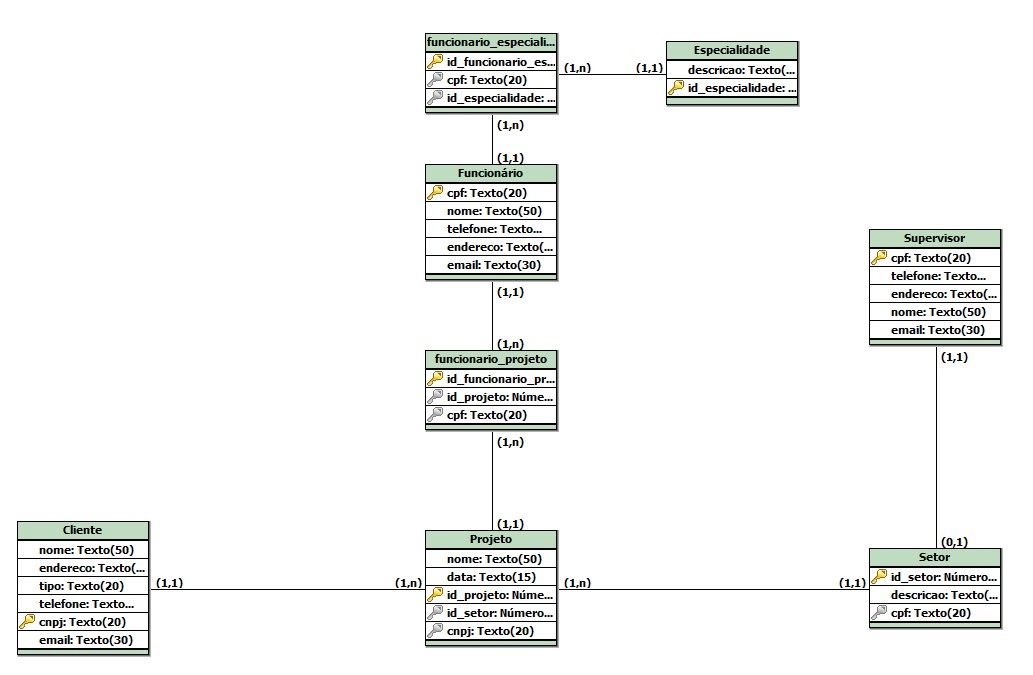 funcionario_especiali...
id_funcionario_es...
cpf: Texto(20)
id_especialidade: ...
(1,n)
(1,1)
Especialidade
descricao: Texto(...
id_especialidade: ...
(1,n)
(1,1)
Funcionário
cpf: Texto(20)
nome: Texto(50)
telefone: Texto...
endereco: Texto(...
email: Texto(30)
(1,1)
(1,n)
funcionario_projeto
id_funcionario_pr...
id_projeto: Núme...
cpf: Texto(20)
(1,n)
(1,1)
Supervisor
cpf: Texto(20)
telefone: Texto...
endereco: Texto(...
nome: Texto(50)
email: Texto(30)
(1,1)
(0,1)
Cliente
nome: Texto(50)
endereco: Texto(...
tipo: Texto(20)
telefone: Texto...
cnpj: Texto(20)
email: Texto(30)
(1,1)
(1,n)
Projeto
nome: Texto(50)
data: Texto(15)
id_projeto: Núme...
id_setor: Número...
cnpj: Texto(20)
(1,n)
(1,1)
Setor
id_setor: Número...
descricao: Texto(...
cpf: Texto(20)